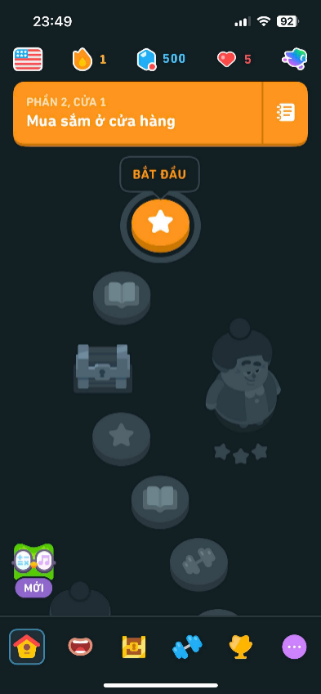 23:49
92
1
500
5
PHẦN 2, CỬA 1
Mua sắm ở cửa hàng
BẮT ĐẦU
MỚI